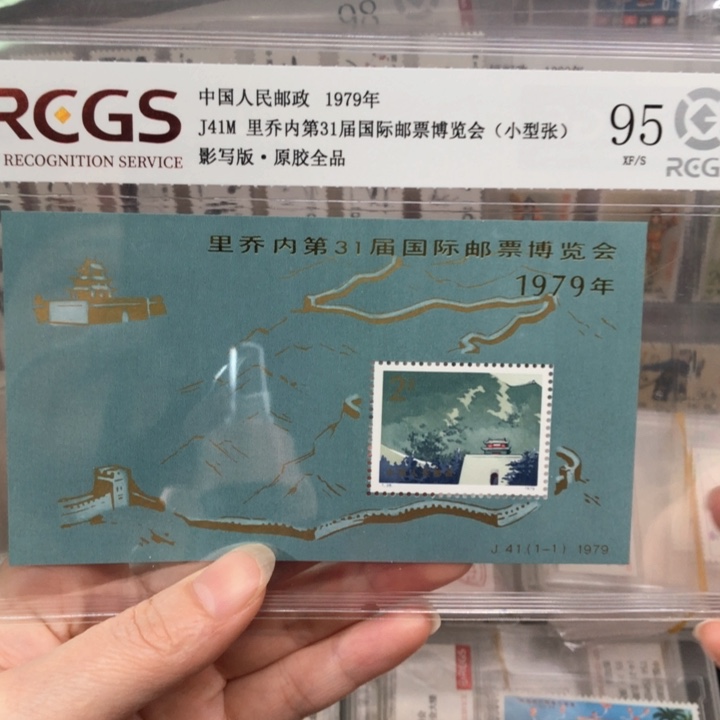 RCGS
RECOGNITION SERVICE
中国人民邮政 1979年
J41M 里乔内第31届国际邮票博览会（小型张）
影写版·原胶全品
95
XF/S
RCG
里乔内第31届国际邮票博览会
1979年
J 41(1-1) 1979